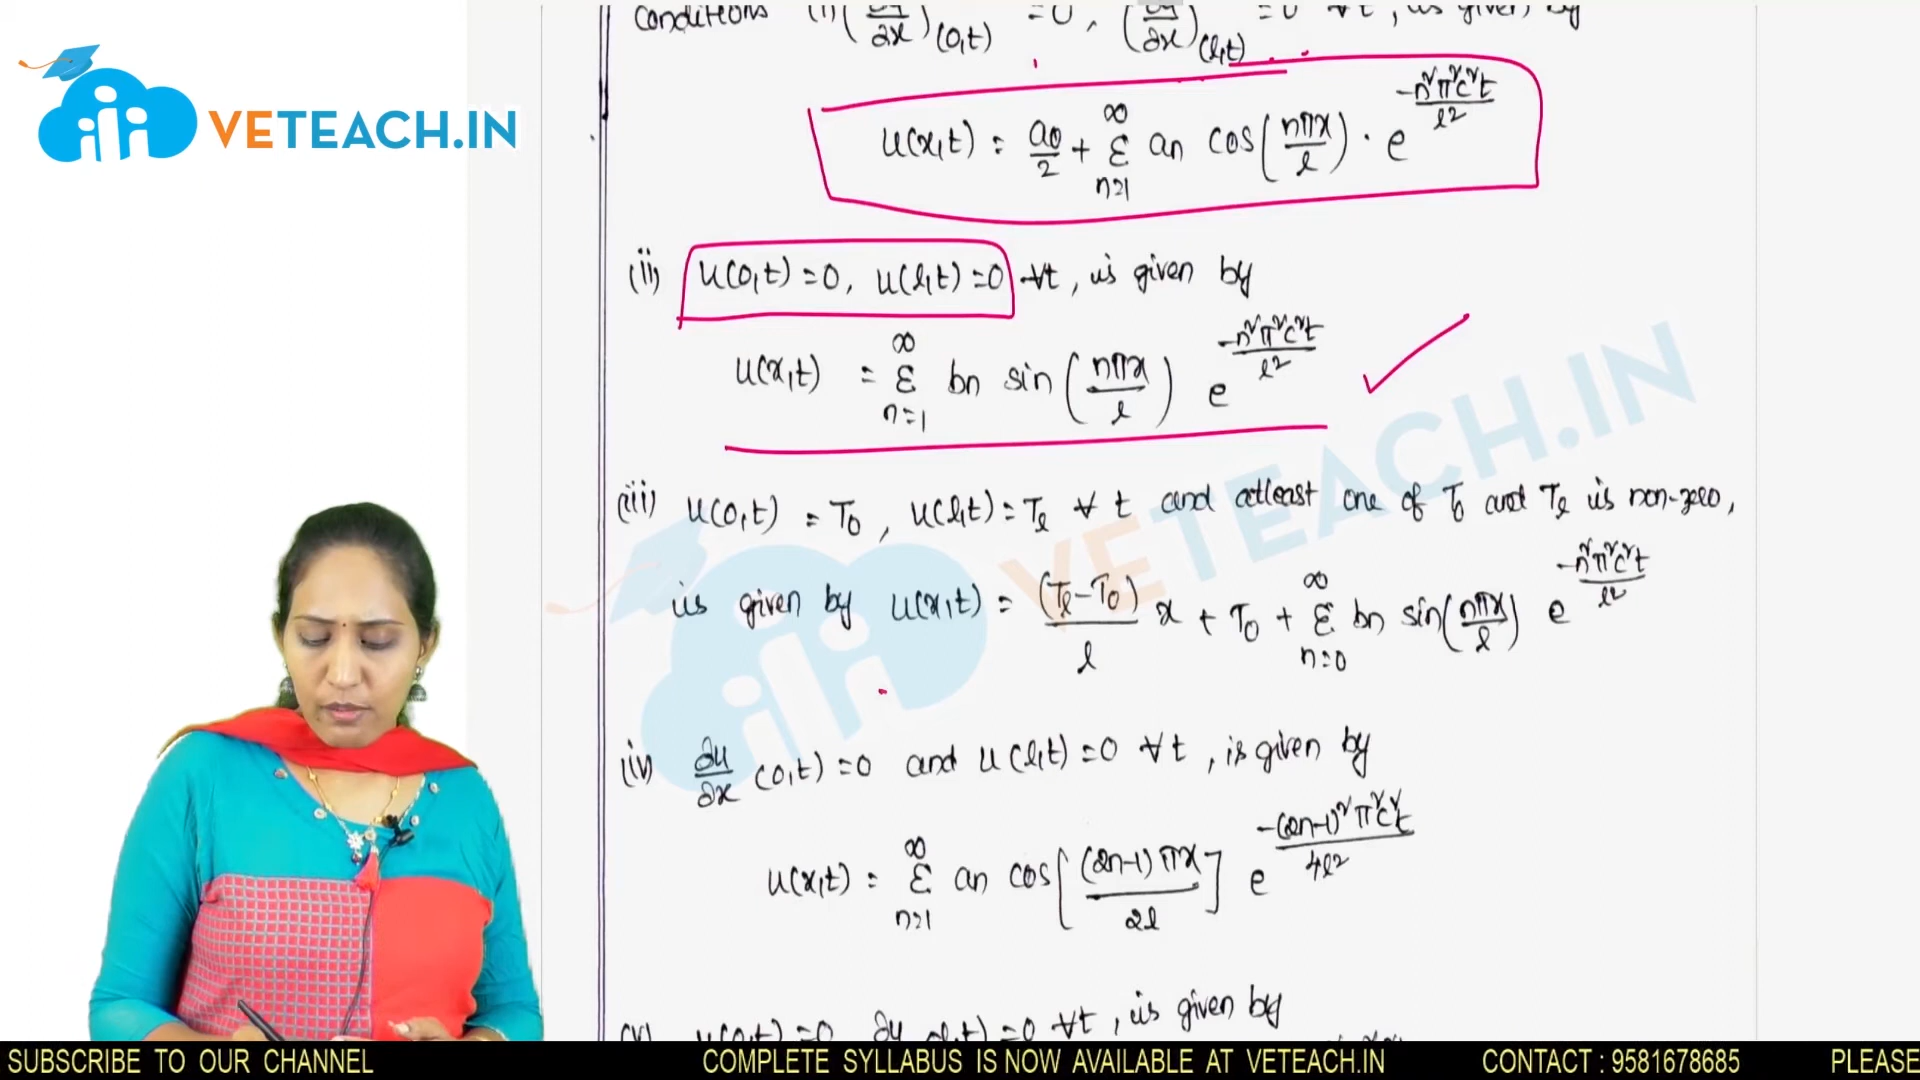 conditions (i) (∂u/∂x)(0,t) = 0, (∂u/∂x)(l,t) = 0 ∀ t, is given by
VETEACH.IN
u(x,t) = a0/2 + Σ n=1 ∞ an cos(nπx/l) . e^(-n²π²c²t/l²)
(ii) u(0,t)=0, u(l,t)=0 ∀t, is given by
u(x,t) = Σ n=1 ∞ bn sin(nπx/l) e^(-n²π²c²t/l²)
(iii) u(0,t) = T0, u(l,t) = Tl ∀ t and atleast one of T0 and Tl is non-zero,
is given by u(x,t) = (Tl-T0)/l x + T0 + Σ n=0 ∞ bn sin(nπx/l) e^(-n²π²c²t/l²)
VETEACH.IN
(iv) ∂u/∂x (0,t)=0 and u(l,t)=0 ∀t, is given by
u(x,t) = Σ n=1 ∞ an cos[(2n-1)πx/2l] e^(-(2n-1)²π²c²t/4l²)
(v) u(0,t)=0, ∂u (l,t)=0 ∀t, is given by
SUBSCRIBE TO OUR CHANNEL COMPLETE SYLLABUS IS NOW AVAILABLE AT VETEACH.IN CONTACT : 9581678685 PLEASE